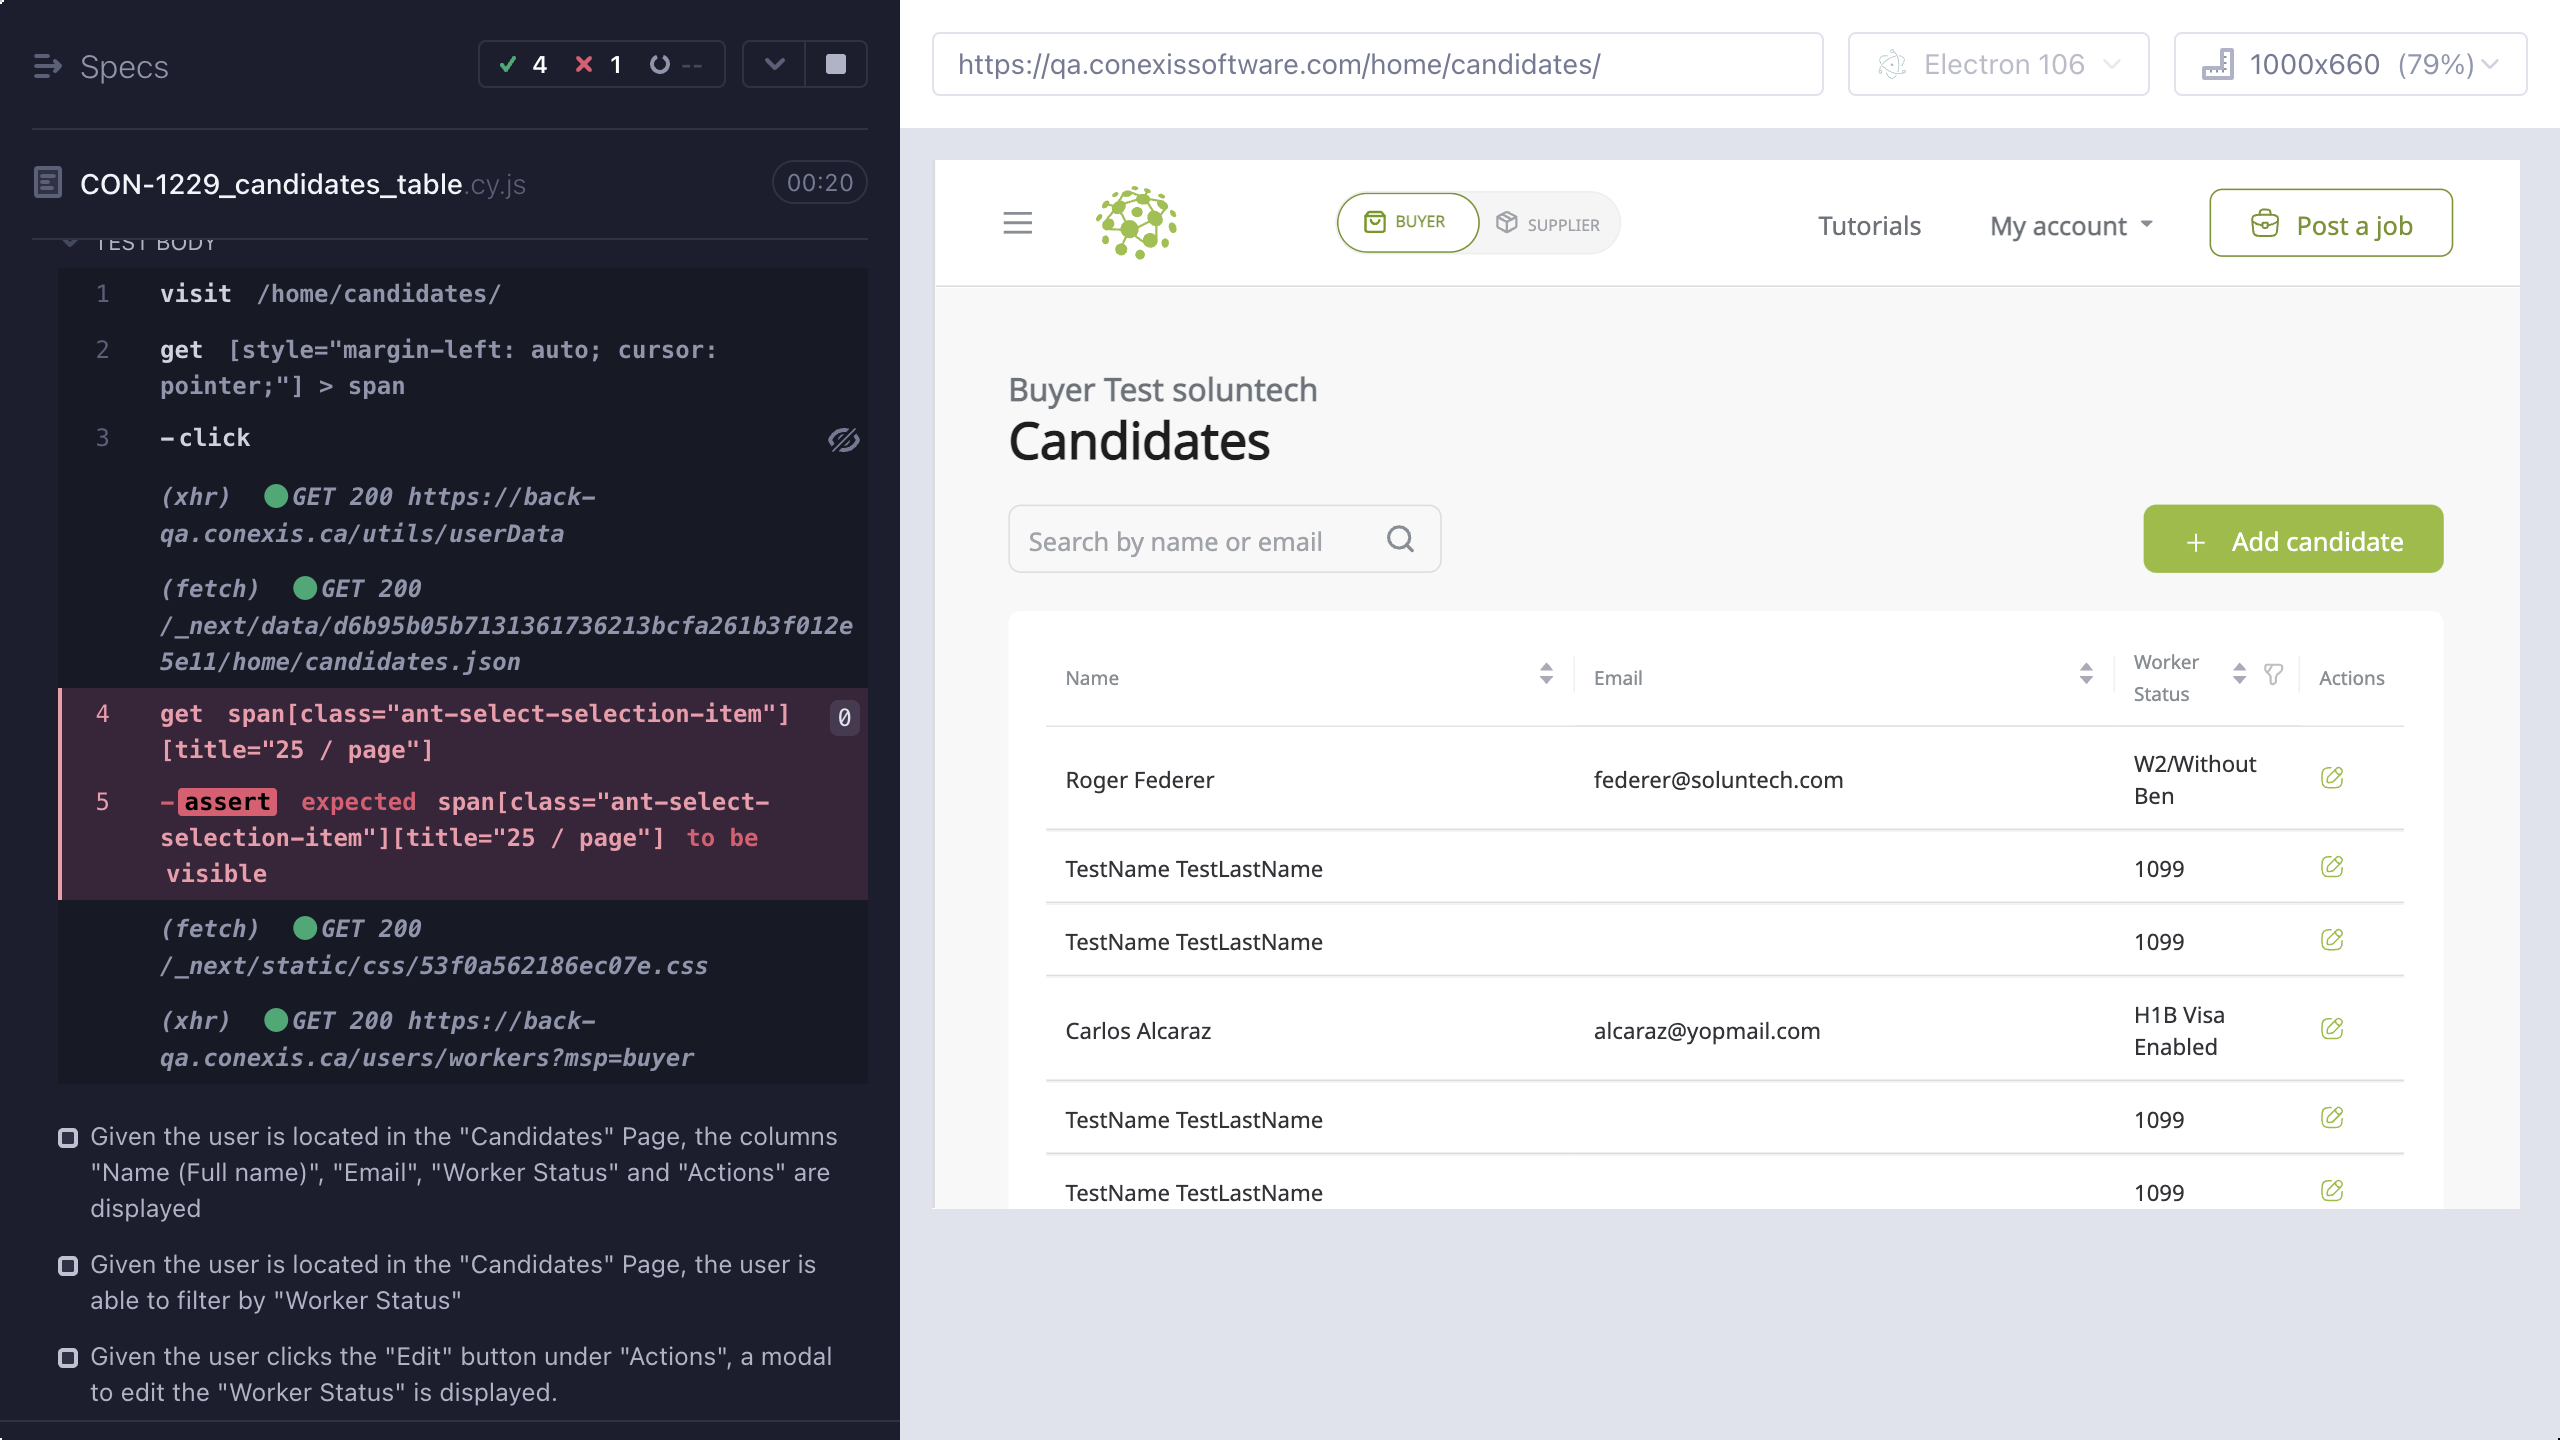 Specs
4 1 --
CON-1229_candidates_table.cy.js
00:20
TEST BODY
1 visit /home/candidates/
2 get [style="margin-left: auto; cursor:
pointer;"] > span
3 -click
(xhr) GET 200 https://back-
qa.conexis.ca/utils/userData
(fetch) GET 200
/_next/data/d6b95b05b7131361736213bcfa261b3f012e
5e11/home/candidates.json
4 get span[class="ant-select-selection-item"] 0
[title="25 / page"]
5 -assert expected span[class="ant-select-
selection-item"][title="25 / page"] to be
visible
(fetch) GET 200
/_next/static/css/53f0a562186ec07e.css
(xhr) GET 200 https://back-
qa.conexis.ca/users/workers?msp=buyer
Given the user is located in the "Candidates" Page, the columns
"Name (Full name)", "Email", "Worker Status" and "Actions" are
displayed
Given the user is located in the "Candidates" Page, the user is
able to filter by "Worker Status"
Given the user clicks the "Edit" button under "Actions", a modal
to edit the "Worker Status" is displayed.
https://qa.conexissoftware.com/home/candidates/
Electron 106
1000x660 (79%)
BUYER
SUPPLIER
Tutorials
My account
Post a job
Buyer Test soluntech
Candidates
Search by name or email
+ Add candidate
Name Email Worker Status Actions
Roger Federer federer@soluntech.com W2/Without
Ben
TestName TestLastName 1099
TestName TestLastName 1099
Carlos Alcaraz alcaraz@yopmail.com H1B Visa
Enabled
TestName TestLastName 1099
TestName TestLastName 1099